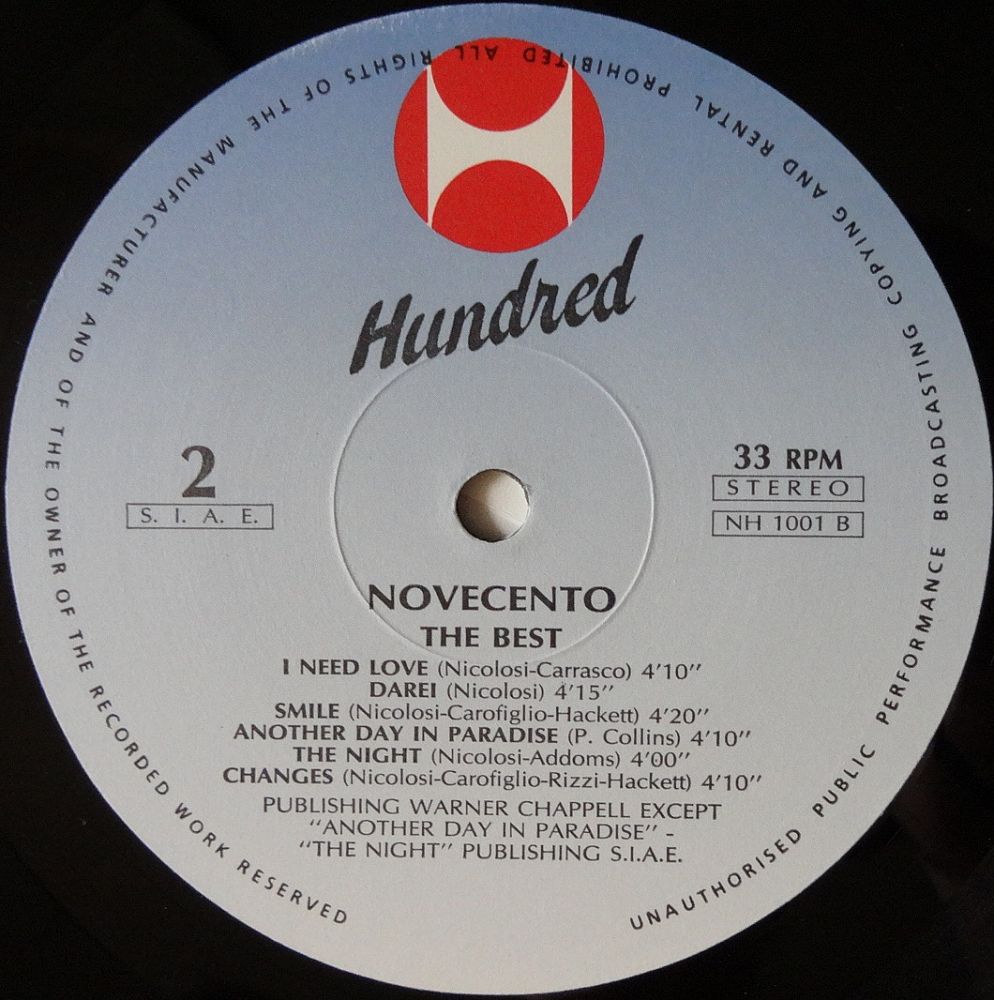 ALL RIGHTS OF THE MANUFACTURER AND OF THE OWNER OF THE RECORDED WORK RESERVED
UNAUTHORISED PUBLIC PERFORMANCE BROADCASTING COPYING AND RENTAL PROHIBITED
Hundred
2
S. I. A. E.
33 RPM
STEREO
NH 1001 B
NOVECENTO
THE BEST
I NEED LOVE (Nicolosi-Carrasco) 4'10"
DAREI (Nicolosi) 4'15"
SMILE (Nicolosi-Carofiglio-Hackett) 4'20"
ANOTHER DAY IN PARADISE (P. Collins) 4'10"
THE NIGHT (Nicolosi-Addoms) 4'00"
CHANGES (Nicolosi-Carofiglio-Rizzi-Hackett) 4'10"
PUBLISHING WARNER CHAPPELL EXCEPT
"ANOTHER DAY IN PARADISE" -
"THE NIGHT" PUBLISHING S.I.A.E.